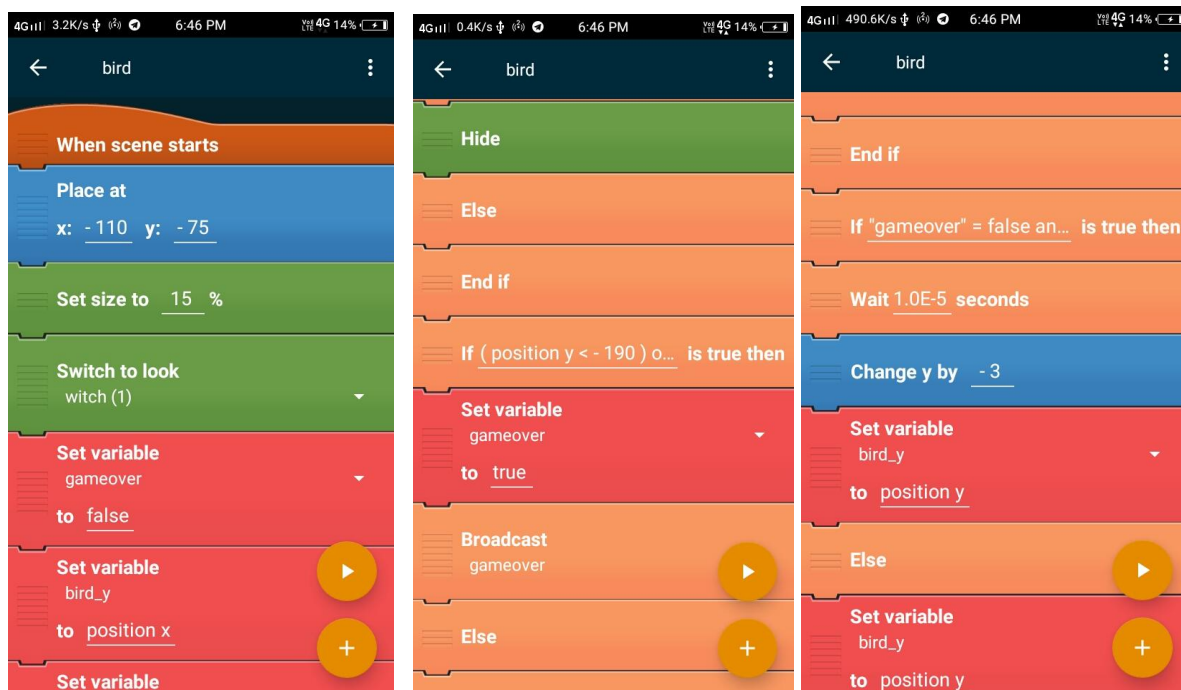 4G 3.2K/s 6:46 PM VoLTE 4G 14%
bird
When scene starts
Place at
x: - 110 y: - 75
Set size to 15 %
Switch to look
witch (1)
Set variable
gameover
to false
Set variable
bird_y
to position x
Set variable
4G 0.4K/s 6:46 PM VoLTE 4G 14%
bird
Hide
Else
End if
If ( position y < - 190 ) o... is true then
Set variable
gameover
to true
Broadcast
gameover
Else
4G 490.6K/s 6:46 PM VoLTE 4G 14%
bird
End if
If "gameover" = false an... is true then
Wait 1.0E-5 seconds
Change y by - 3
Set variable
bird_y
to position y
Else
Set variable
bird_y
to position y